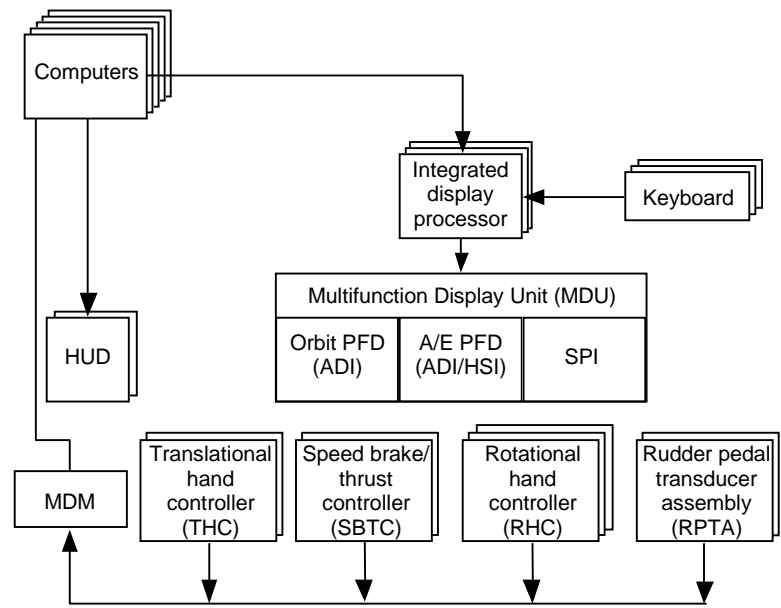 Computers
Integrated
display
processor
Keyboard
Multifunction Display Unit (MDU)
Orbit PFD
(ADI)
A/E PFD
(ADI/HSI)
SPI
HUD
MDM
Translational
hand
controller
(THC)
Speed brake/
thrust
controller
(SBTC)
Rotational
hand
controller
(RHC)
Rudder pedal
transducer
assembly
(RPTA)